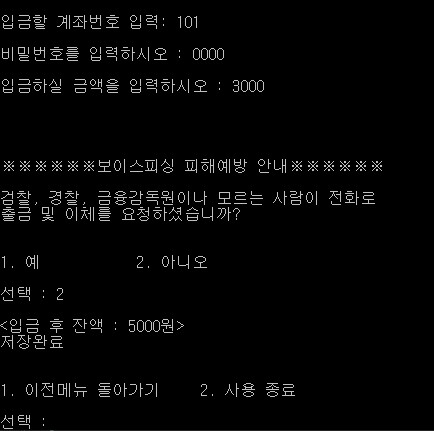 입금할 계좌번호 입력: 101
비밀번호를 입력하시오 : 0000
입금하실 금액을 입력하시오 : 3000
※※※※※※보이스피싱 피해예방 안내※※※※※※
검찰, 경찰, 금융감독원이나 모르는 사람이 전화로
출금 및 이체를 요청하셨습니까?
1. 예 2. 아니오
선택 : 2
<입금 후 잔액 : 5000원>
저장완료
1. 이전메뉴 돌아가기 2. 사용 종료
선택 :